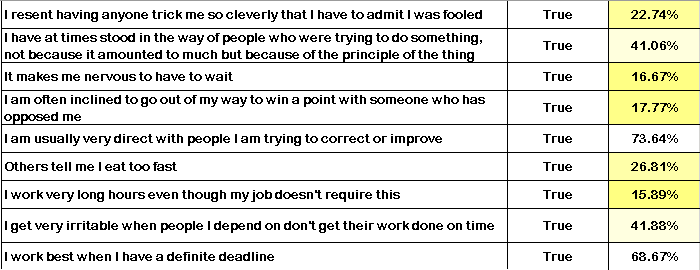 I resent having anyone trick me so cleverly that I have to admit I was fooled True 22.74%
I have at times stood in the way of people who were trying to do something,
not because it amounted to much but because of the principle of the thing True 41.06%
It makes me nervous to have to wait True 16.67%
I am often inclined to go out of my way to win a point with someone who has
opposed me True 17.77%
I am usually very direct with people I am trying to correct or improve True 73.64%
Others tell me I eat too fast True 26.81%
I work very long hours even though my job doesn't require this True 15.89%
I get very irritable when people I depend on don't get their work done on time True 41.88%
I work best when I have a definite deadline True 68.67%